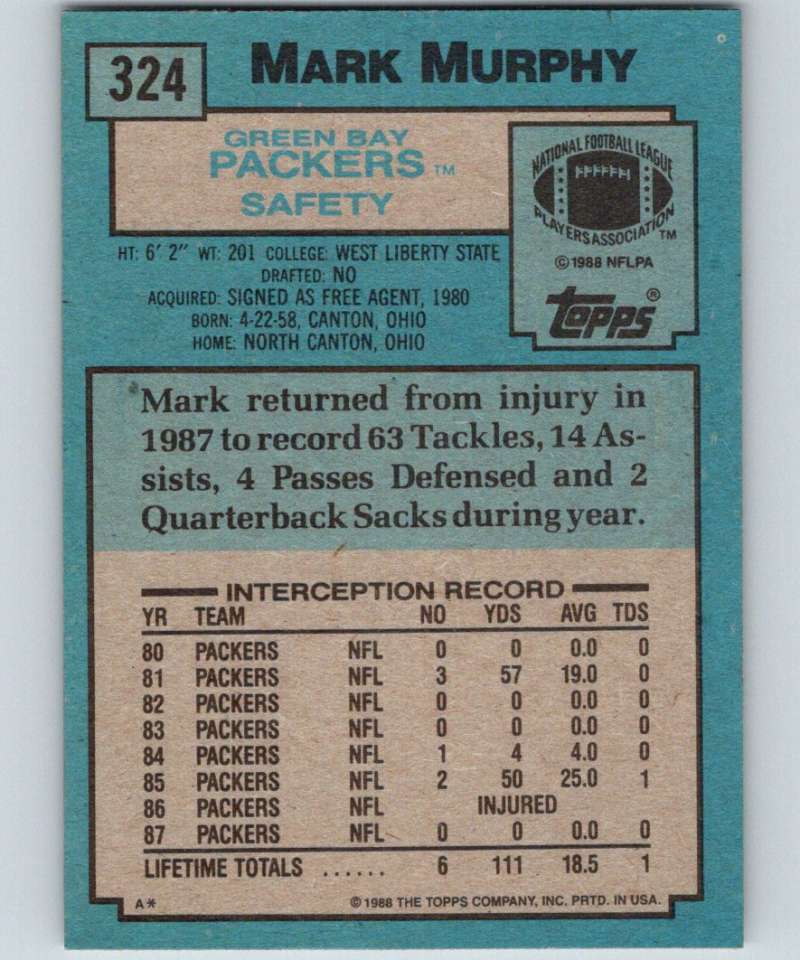 324
MARK MURPHY
GREEN BAY
PACKERS™
SAFETY
NATIONAL FOOTBALL LEAGUE
PLAYERS ASSOCIATION™
©1988 NFLPA
topps®
HT: 6' 2" WT: 201 COLLEGE: WEST LIBERTY STATE
DRAFTED: NO
ACQUIRED: SIGNED AS FREE AGENT, 1980
BORN: 4-22-58, CANTON, OHIO
HOME: NORTH CANTON, OHIO
Mark returned from injury in
1987 to record 63 Tackles, 14 As-
sists, 4 Passes Defensed and 2
Quarterback Sacks during year.
INTERCEPTION RECORD
YR TEAM NO YDS AVG TDS
80 PACKERS NFL 0 0 0.0 0
81 PACKERS NFL 3 57 19.0 0
82 PACKERS NFL 0 0 0.0 0
83 PACKERS NFL 0 0 0.0 0
84 PACKERS NFL 1 4 4.0 0
85 PACKERS NFL 2 50 25.0 1
86 PACKERS NFL INJURED
87 PACKERS NFL 0 0 0.0 0
LIFETIME TOTALS ...... 6 111 18.5 1
A* ©1988 THE TOPPS COMPANY, INC. PRTD. IN USA.